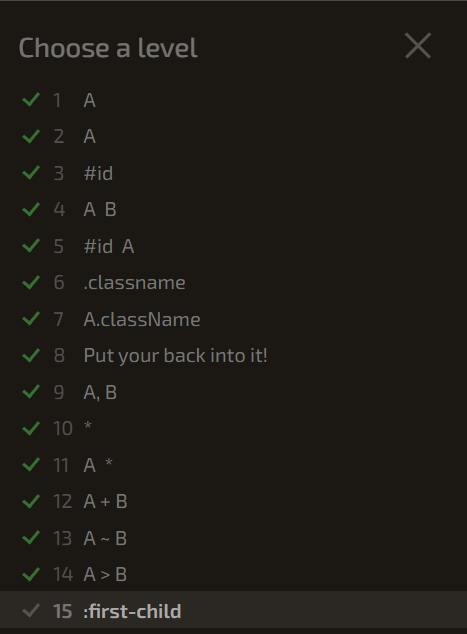 Choose a level
1 A
2 A
3 #id
4 A B
5 #id A
6 .classname
7 A.className
8 Put your back into it!
9 A, B
10 *
11 A *
12 A + B
13 A ~ B
14 A > B
15 :first-child